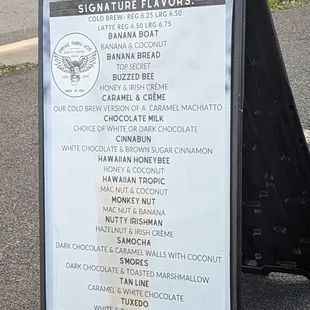 SIGNATURE FLAVORS:
COLD BREW- REG 6.25 LRG 6.50
LATTE REG 6.50 LRG 6.75
BANANA BOAT
BANANA & COCONUT
BANANA BREAD
TOP SECRET
BUZZED BEE
HONEY & IRISH CRÈME
CARAMEL & CRÈME
OUR COLD BREW VERSION OF A CARAMEL MACHIATTO
CHOCOLATE MILK
CHOICE OF WHITE OR DARK CHOCOLATE
CINNABUN
WHITE CHOCOLATE & BROWN SUGAR CINNAMON
HAWAIIAN HONEYBEE
HONEY & COCONUT
HAWAIIAN TROPIC
MAC NUT & COCONUT
MONKEY NUT
MAC NUT & BANANA
NUTTY IRISHMAN
HAZELNUT & IRISH CRÈME
SAMOCHA
DARK CHOCOLATE & CARAMEL WALLS WITH COCONUT
S'MORES
DARK CHOCOLATE & TOASTED MARSHMALLOW
TAN LINE
CARAMEL & WHITE CHOCOLATE
TUXEDO
WHITE &